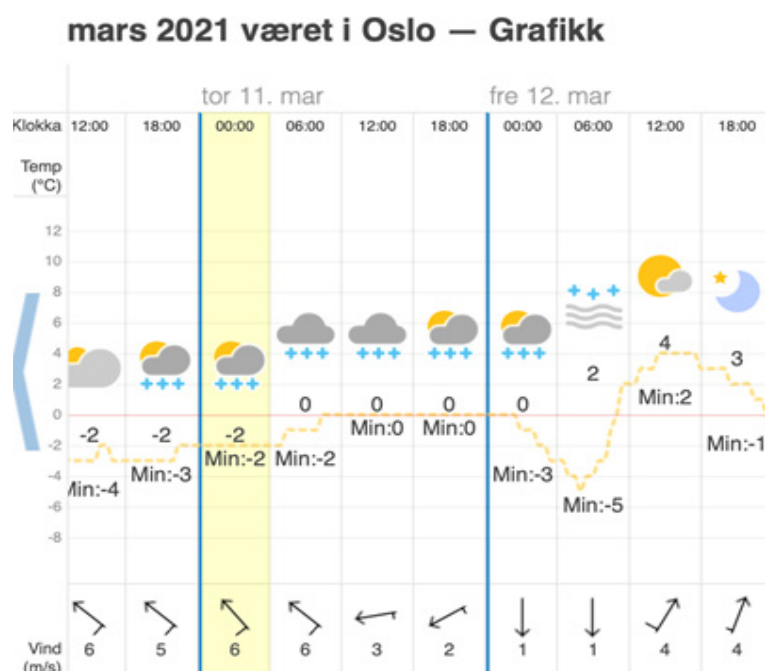 mars 2021 været i Oslo — Grafikk
tor 11. mar fre 12. mar
Klokka 12:00 18:00 00:00 06:00 12:00 18:00 00:00 06:00 12:00 18:00
Temp
(°C)
12
10
8
6
4
2
0
-2
-4
-6
-8
-2 -2 -2 0 0 0 0 2 4 3
Min:-4 Min:-3 Min:-2 Min:-2 Min:0 Min:0 Min:-3 Min:-5 Min:2 Min:-1
Vind
(m/s)
6 5 6 6 3 2 1 1 4 4